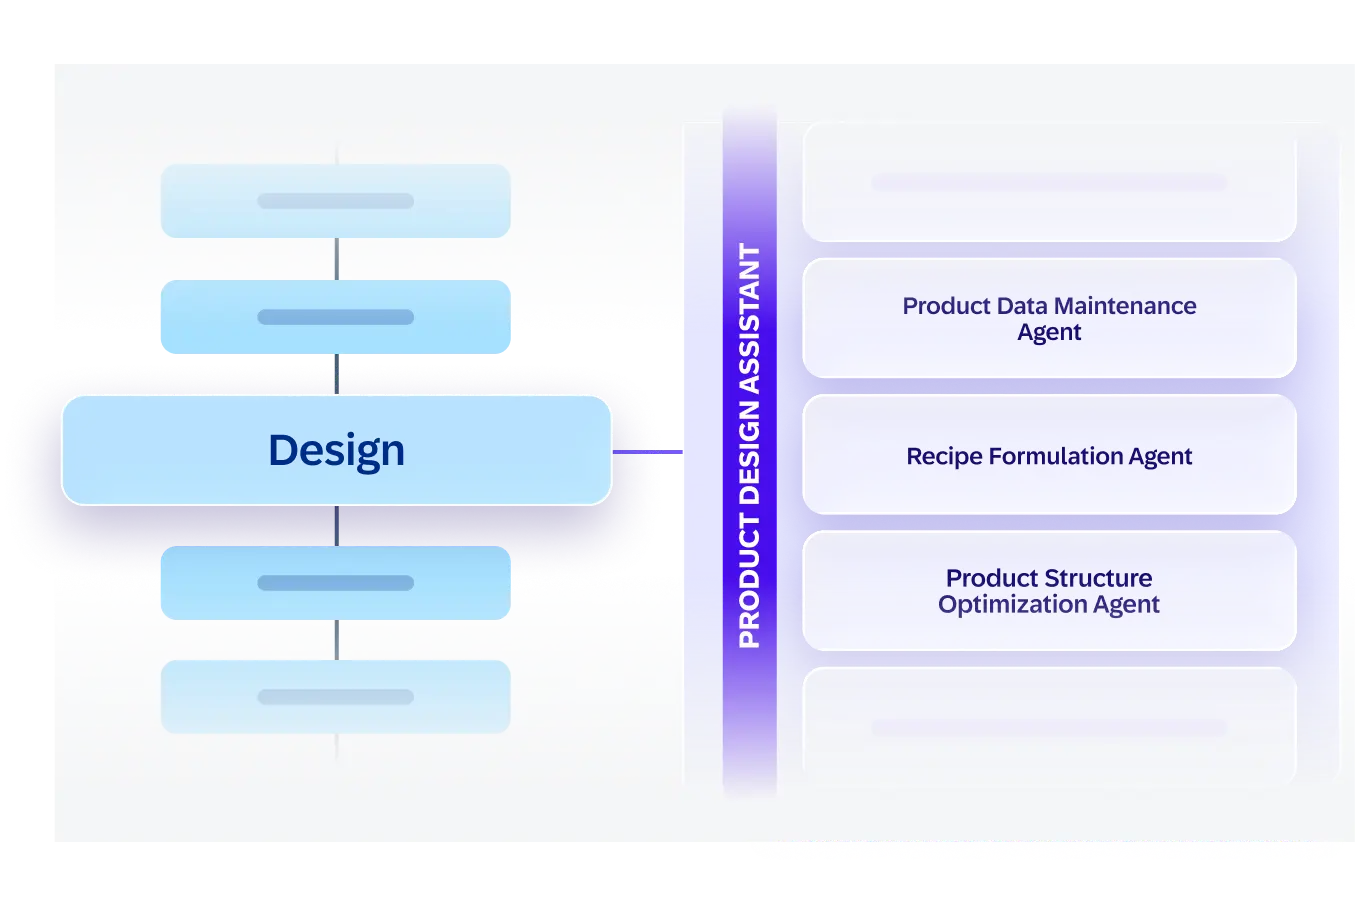 Design
PRODUCT DESIGN ASSISTANT
Product Data Maintenance
Agent
Recipe Formulation Agent
Product Structure
Optimization Agent